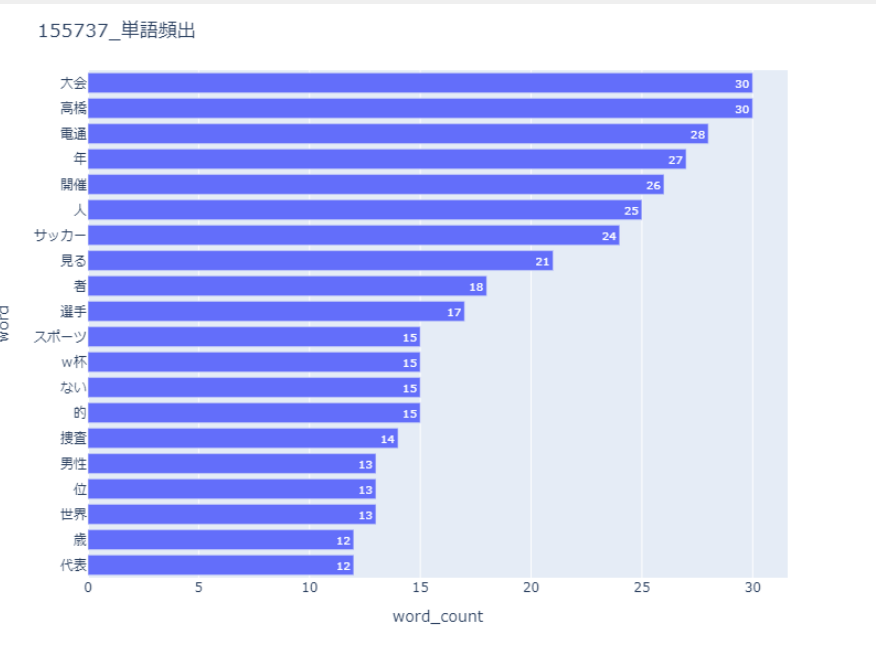 155737_単語頻出
大会 30
高橋 30
電通 28
年 27
開催 26
人 25
サッカー 24
見る 21
者 18
選手 17
スポーツ 15
w杯 15
ない 15
的 15
捜査 14
男性 13
位 13
世界 13
歳 12
代表 12
0 5 10 15 20 25 30
word_count
word